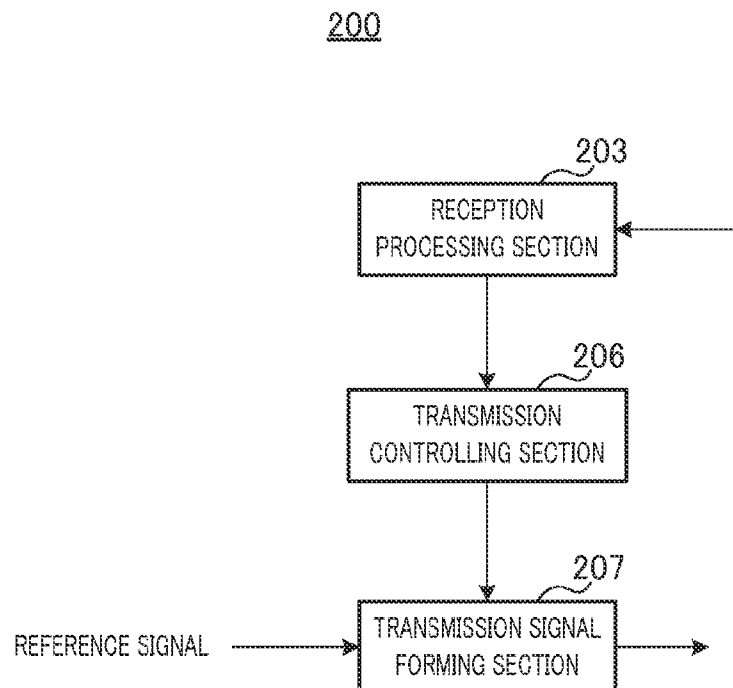 200
203
RECEPTION
PROCESSING SECTION
206
TRANSMISSION
CONTROLLING SECTION
207
REFERENCE SIGNAL
TRANSMISSION SIGNAL
FORMING SECTION